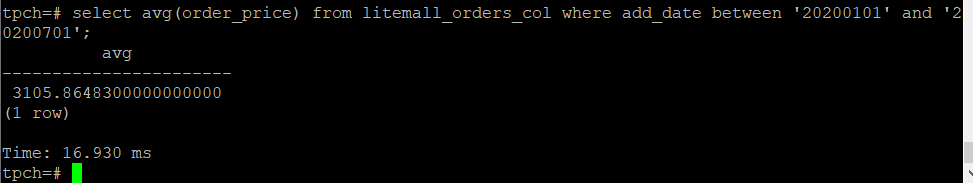 tpch=# select avg(order_price) from litemall_orders_col where add_date between '20200101' and '2
0200701';
          avg
-----------------------
 3105.8648300000000000
(1 row)

Time: 16.930 ms
tpch=#